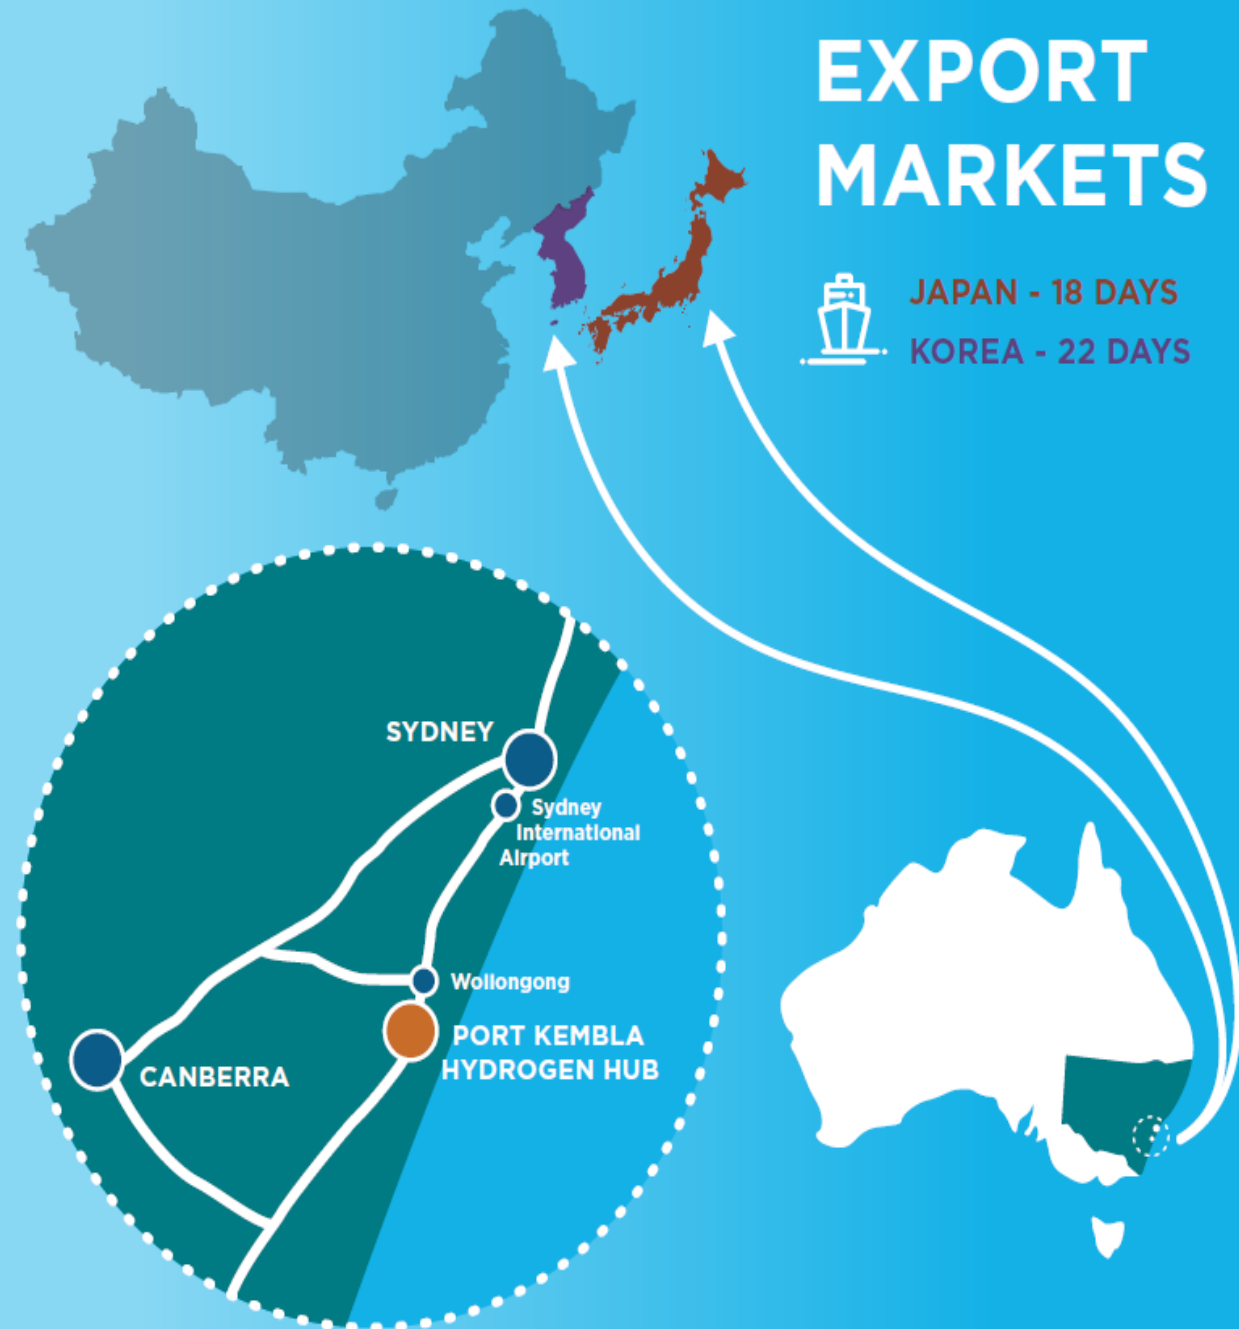 EXPORT
MARKETS
JAPAN - 18 DAYS
KOREA - 22 DAYS
SYDNEY
Sydney
International
Airport
Wollongong
PORT KEMBLA
HYDROGEN HUB
CANBERRA